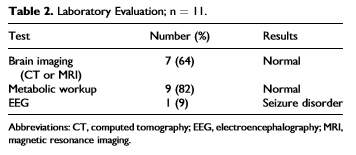 Table 2. Laboratory Evaluation; n = 11.
Test Number (%) Results
Brain imaging 7 (64) Normal
(CT or MRI)
Metabolic workup 9 (82) Normal
EEG 1 (9) Seizure disorder
Abbreviations: CT, computed tomography; EEG, electroencephalography; MRI,
magnetic resonance imaging.